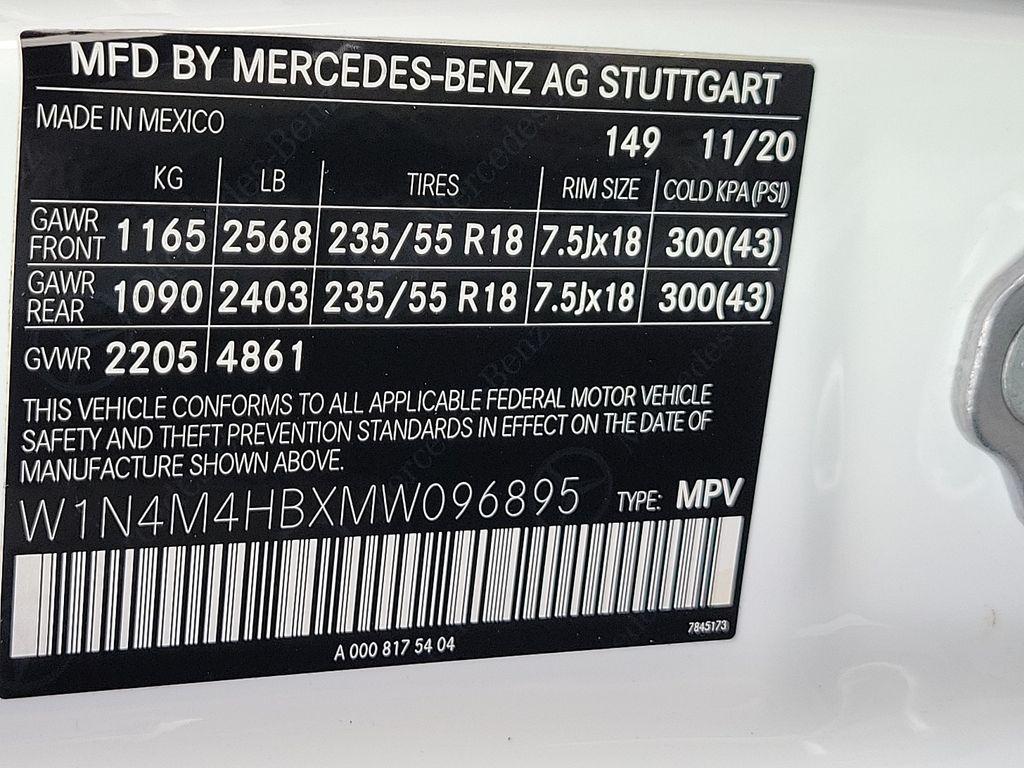 MFD BY MERCEDES-BENZ AG STUTTGART
MADE IN MEXICO
149 11/20
KG LB TIRES RIM SIZE COLD KPA(PSI)
GAWR FRONT 1165 2568 235/55 R18 7.5Jx18 300(43)
GAWR REAR 1090 2403 235/55 R18 7.5Jx18 300(43)
GVWR 2205 4861
THIS VEHICLE CONFORMS TO ALL APPLICABLE FEDERAL MOTOR VEHICLE
SAFETY AND THEFT PREVENTION STANDARDS IN EFFECT ON THE DATE OF
MANUFACTURE SHOWN ABOVE.
W1N4M4HBXMW096895 TYPE: MPV
7845173
A 000 817 54 04